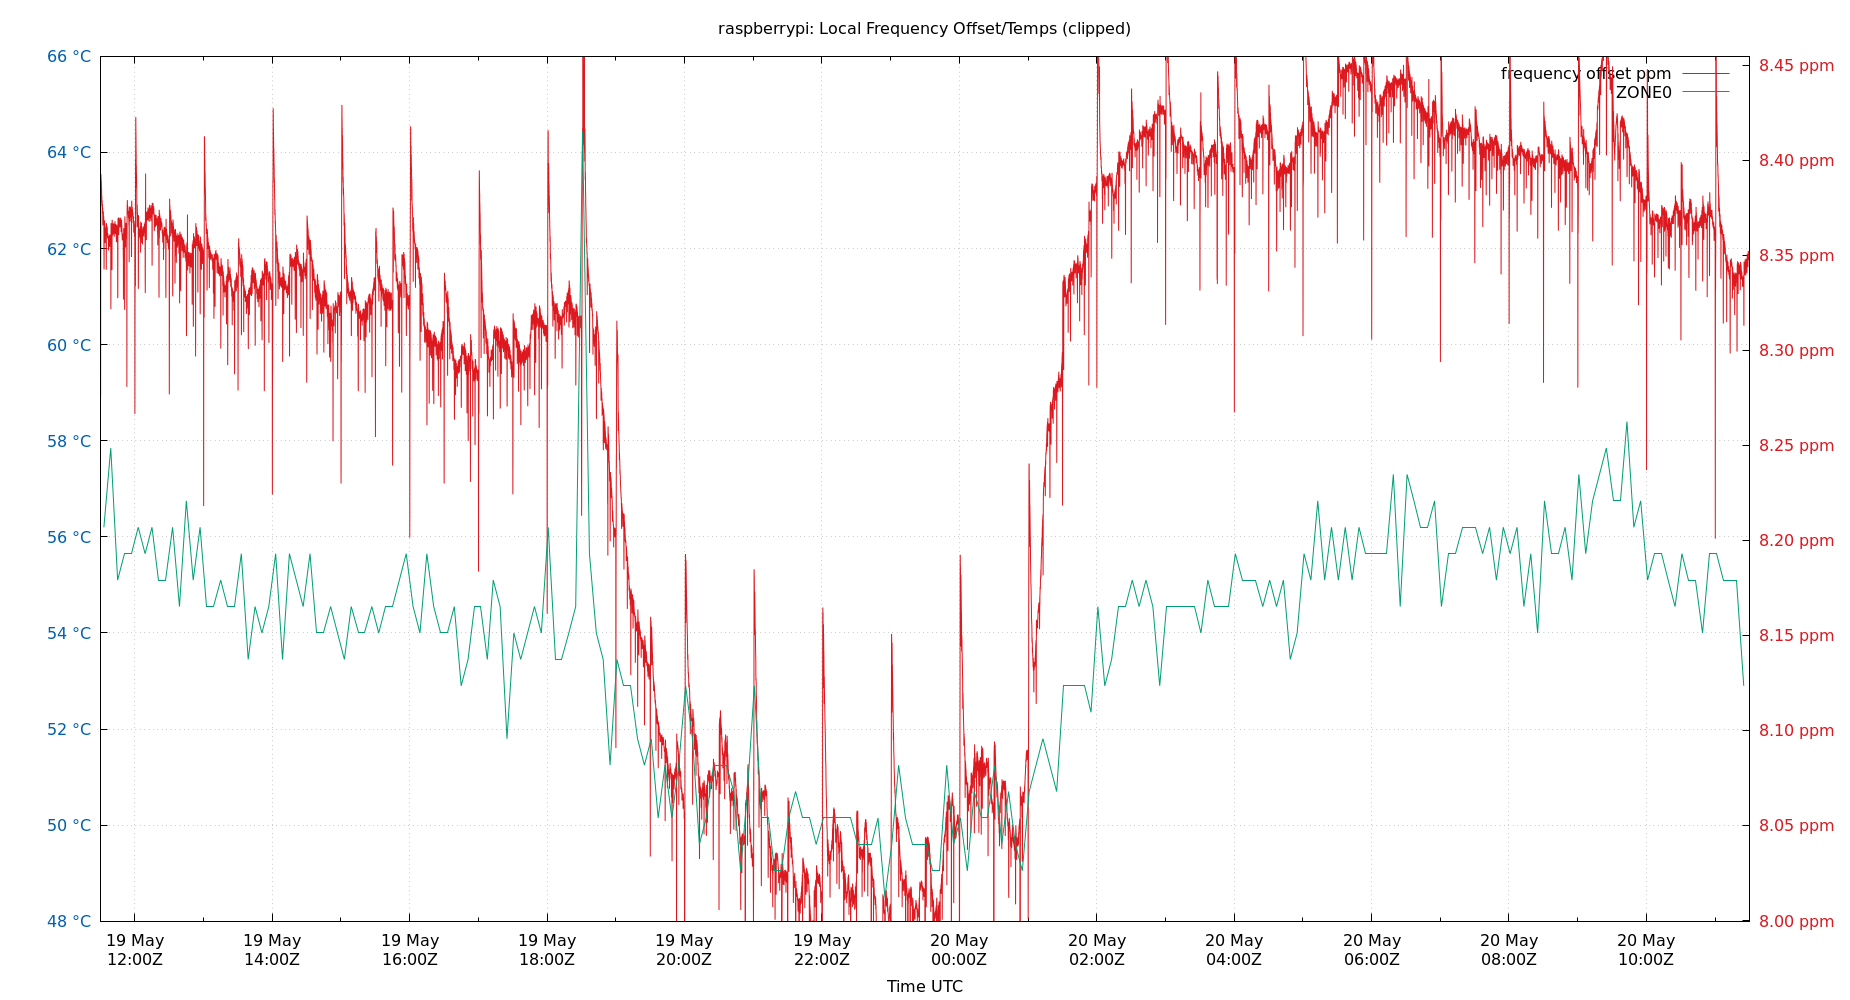 raspberrypi: Local Frequency Offset/Temps (clipped)
66 °C
64 °C
62 °C
60 °C
58 °C
56 °C
54 °C
52 °C
50 °C
48 °C
frequency offset ppm
ZONE0
8.45 ppm
8.40 ppm
8.35 ppm
8.30 ppm
8.25 ppm
8.20 ppm
8.15 ppm
8.10 ppm
8.05 ppm
8.00 ppm
19 May
12:00Z
19 May
14:00Z
19 May
16:00Z
19 May
18:00Z
19 May
20:00Z
19 May
22:00Z
20 May
00:00Z
20 May
02:00Z
20 May
04:00Z
20 May
06:00Z
20 May
08:00Z
20 May
10:00Z
Time UTC